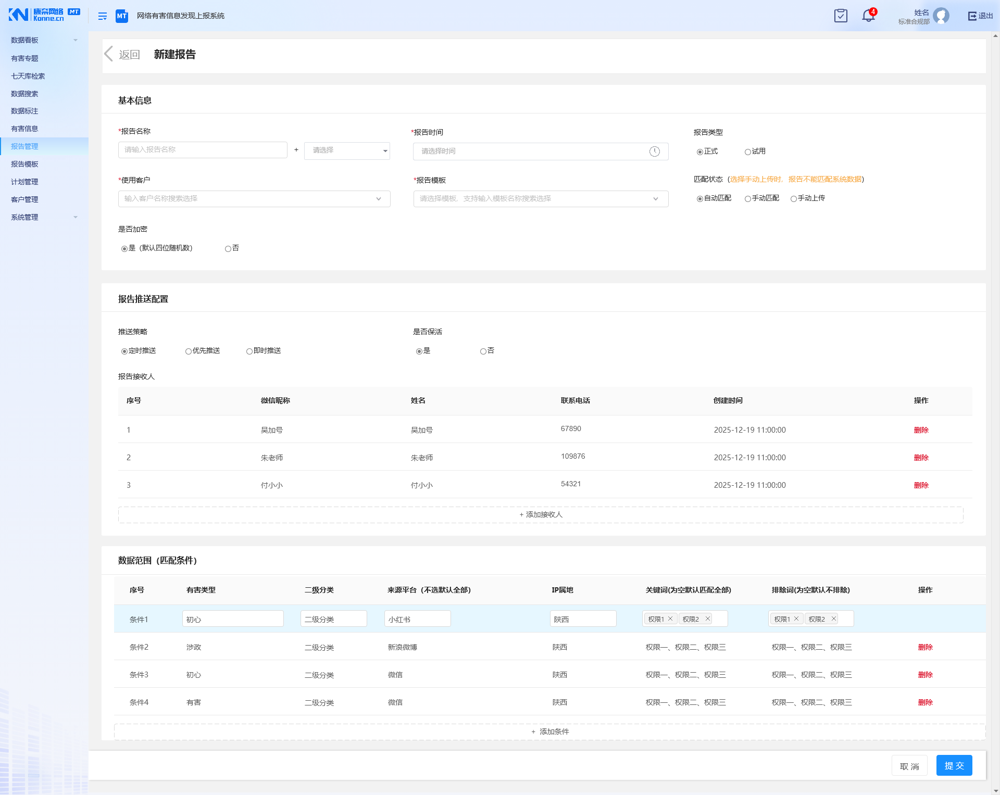 康奈网络 MT
Konne.cn
MT 网络有害信息发现上报系统
4
姓名
标准合规部
退出
数据看板
有害专题
七天库检索
数据搜索
数据标注
有害信息
报告管理
报告模板
计划管理
客户管理
系统管理
返回 新建报告
基本信息
*报告名称 *报告时间 报告类型
请输入报告名称 + 请选择 请选择时间 正式 试用
*使用客户 *报告模板 匹配状态（选择手动上传时，报告不能匹配系统数据)
输入客户名称搜索选择 请选择模板，支持输入模板名称搜索选择 自动匹配 手动匹配 手动上传
是否加密
是（默认四位随机数） 否
报告推送配置
推送策略 是否保活
定时推送 优先推送 即时推送 是 否
报告接收人
序号 微信昵称 姓名 联系电话 创建时间 操作
1 吴加号 吴加号 67890 2025-12-19 11:00:00 删除
2 朱老师 朱老师 109876 2025-12-19 11:00:00 删除
3 付小小 付小小 54321 2025-12-19 11:00:00 删除
+ 添加接收人
数据范围（匹配条件）
序号 有害类型 二级分类 来源平台（不选默认全部） IP属地 关键词(为空默认匹配全部) 排除词(为空默认不排除) 操作
条件1 初心 二级分类 小红书 陕西 权限1 权限2 权限1 权限2
条件2 涉政 二级分类 新浪微博 陕西 权限一、权限二、权限三 权限一、权限二、权限三 删除
条件3 初心 二级分类 微信 陕西 权限一、权限二、权限三 权限一、权限二、权限三 删除
条件4 有害 二级分类 微信 陕西 权限一、权限二、权限三 权限一、权限二、权限三 删除
+ 添加条件
取 消 提 交